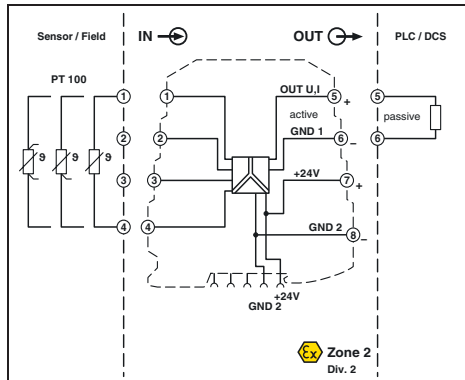 Sensor / Field
IN
OUT
PLC / DCS
PT 100
OUT U,I
1
1
5
+
5
active
passive
2
2
GND 1
6
–
6
ϑ
ϑ
ϑ
3
3
+24V
7
+
4
4
GND 2
8
–
+24V
GND 2
εx
Zone 2
Div. 2